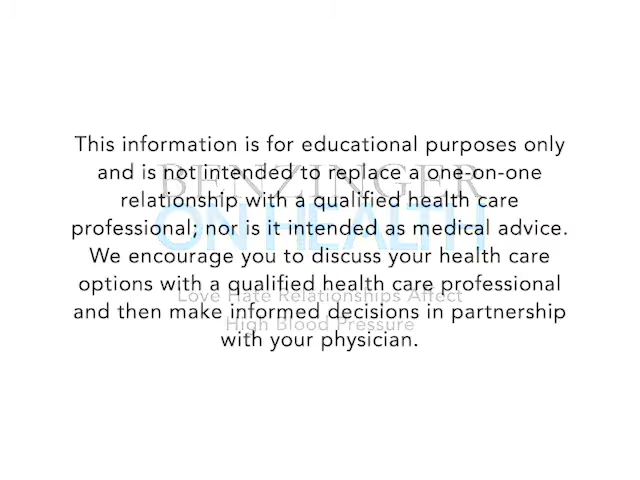 This information is for educational purposes only
and is not intended to replace a one-on-one
relationship with a qualified health care
professional; nor is it intended as medical advice.
We encourage you to discuss your health care
options with a qualified health care professional
and then make informed decisions in partnership
with your physician.
BENZINGER
ON HEALTH
Love Hate Relationships Affect
High Blood Pressure